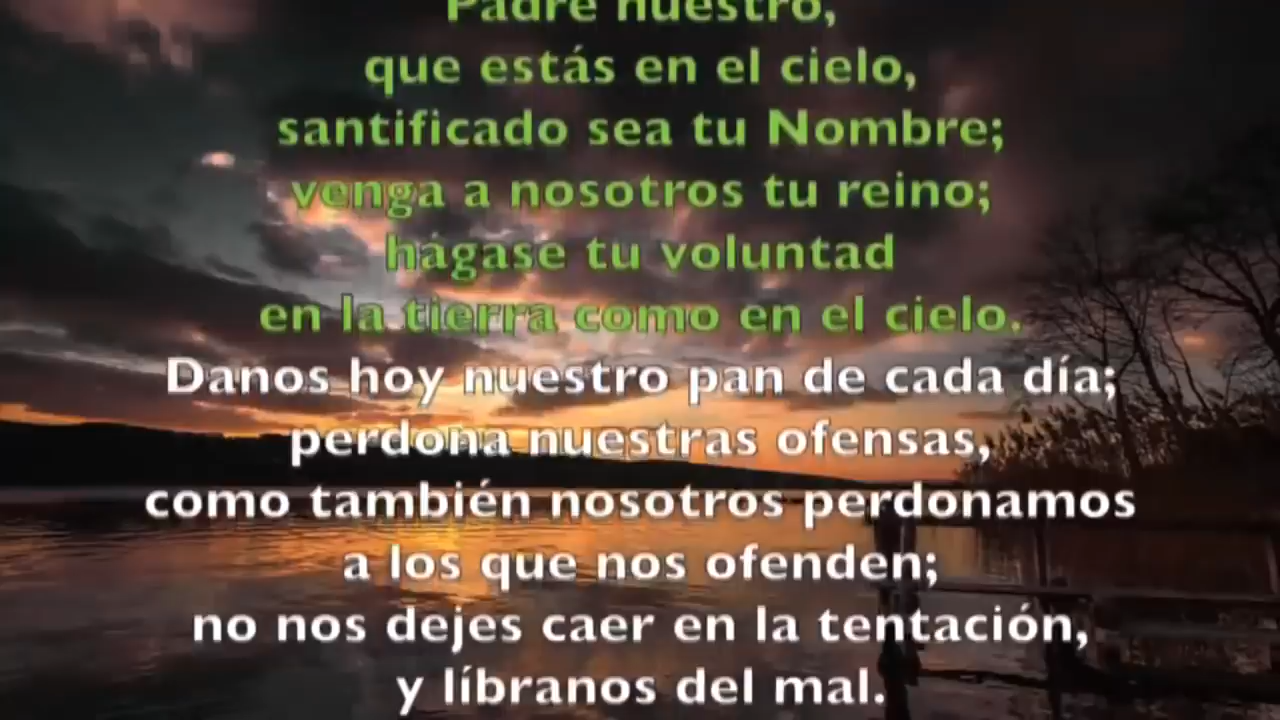 Padre nuestro,
que estás en el cielo,
santificado sea tu Nombre;
venga a nosotros tu reino;
hágase tu voluntad
en la tierra como en el cielo.
Danos hoy nuestro pan de cada día;
perdona nuestras ofensas,
como también nosotros perdonamos
a los que nos ofenden;
no nos dejes caer en la tentación,
y líbranos del mal.